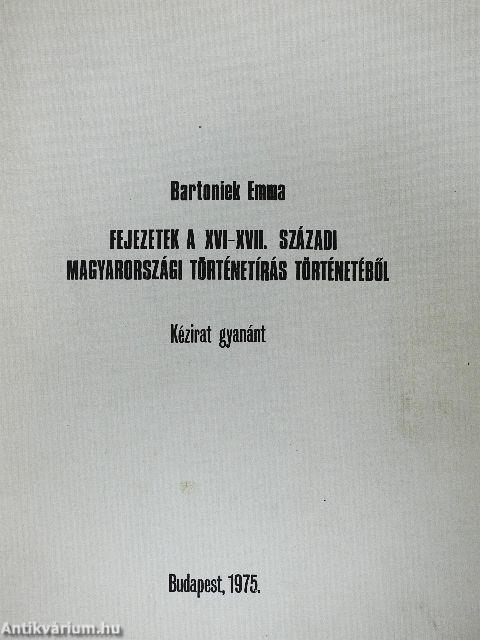 Bartoniek Emma
FEJEZETEK A XVI-XVII. SZÁZADI
MAGYARORSZÁGI TÖRTÉNETÍRÁS TÖRTÉNETÉBŐL
Kézirat gyanánt
Budapest, 1975.
Antikvárium.hu